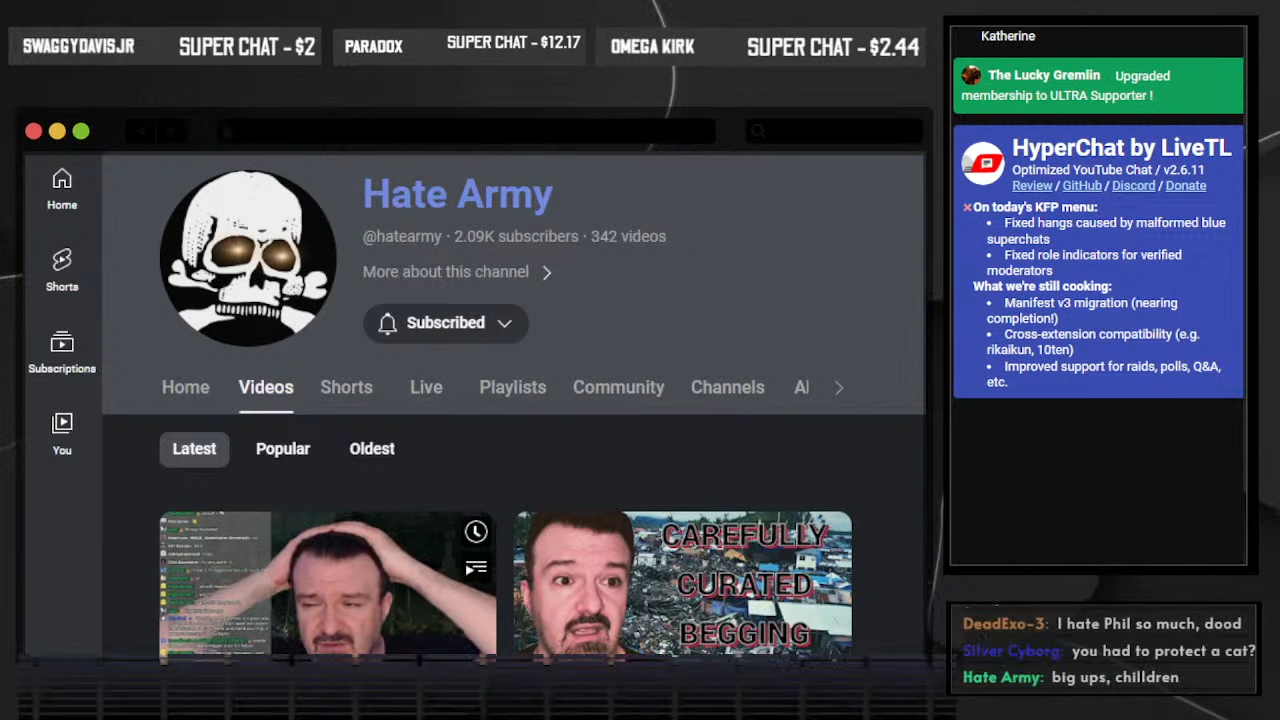 SWAGGYDAVISJR SUPER CHAT - $2
PARADOX SUPER CHAT - $12.17
OMEGA KIRK SUPER CHAT - $2.44
Home
Shorts
Subscriptions
You
Hate Army
@hatearmy · 2.09K subscribers · 342 videos
More about this channel
Subscribed
Home Videos Shorts Live Playlists Community Channels
Latest Popular Oldest
CAREFULLY
CURATED
BEGGING
Katherine
The Lucky Gremlin Upgraded
membership to ULTRA Supporter !
HyperChat by LiveTL
Optimized YouTube Chat / v2.6.11
Review / GitHub / Discord / Donate
On today's KFP menu:
• Fixed hangs caused by malformed blue
superchats
• Fixed role indicators for verified
moderators
What we're still cooking:
• Manifest v3 migration (nearing
completion!)
• Cross-extension compatibility (e.g.
rikaikun, 10ten)
• Improved support for raids, polls, Q&A,
etc.
DeadExo-3: I hate Phil so much, dood
Silver Cyborg: you had to protect a cat?
Hate Army: big ups, chilldren